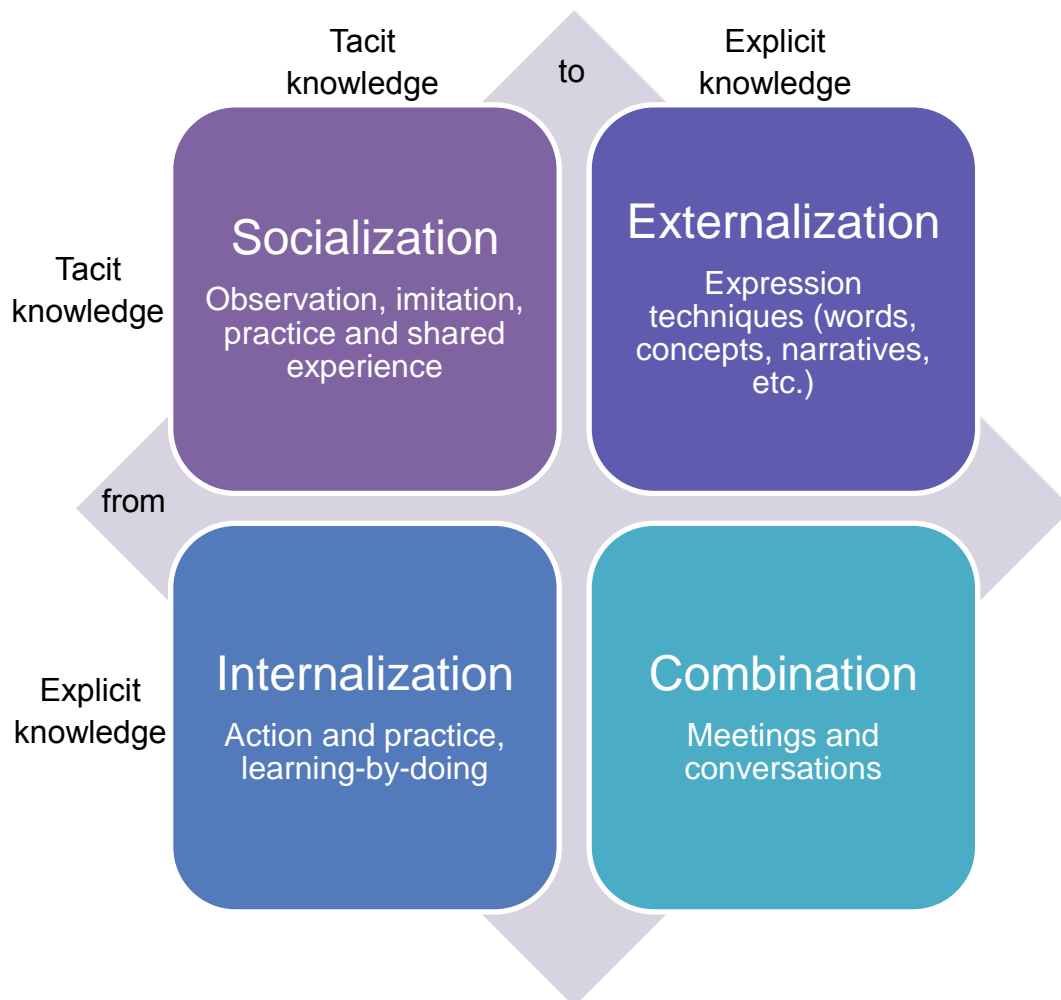 Tacit
knowledge
to
Explicit
knowledge
Tacit
knowledge
Socialization
Observation, imitation,
practice and shared
experience
Externalization
Expression
techniques (words,
concepts, narratives,
etc.)
from
Explicit
knowledge
Internalization
Action and practice,
learning-by-doing
Combination
Meetings and
conversations